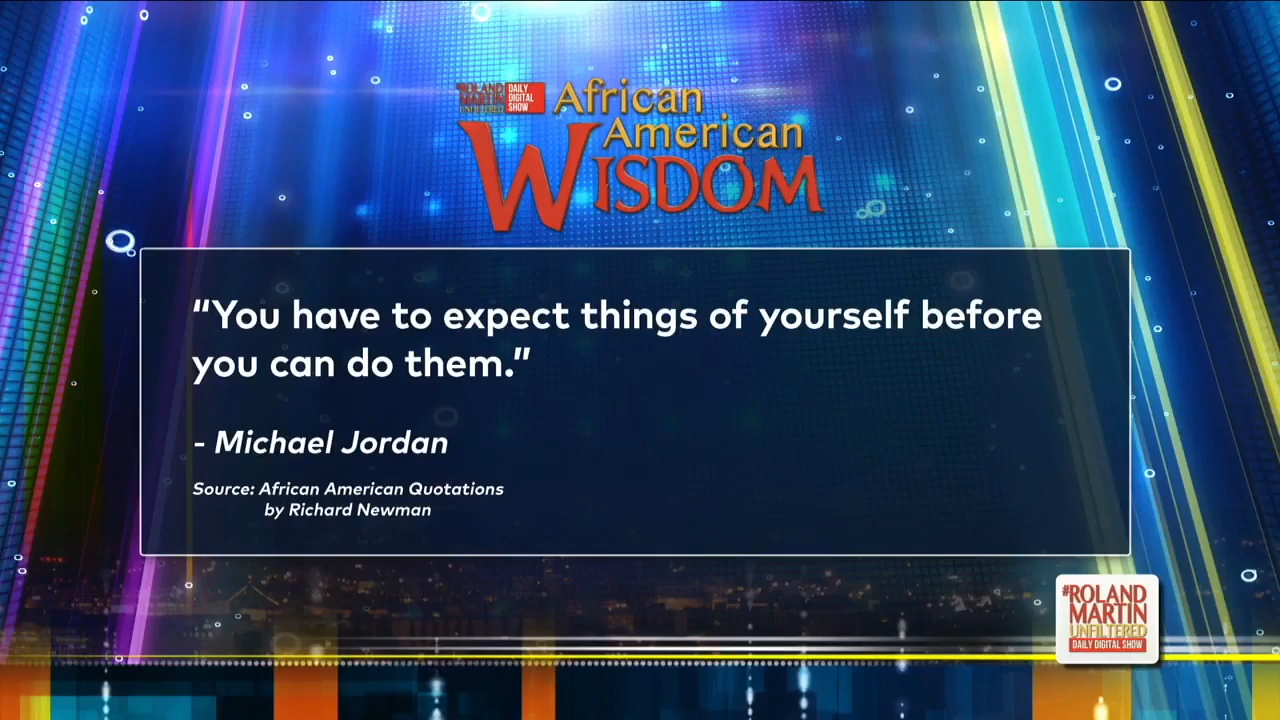 #ROLAND
MARTIN
UNFILTERED
DAILY
DIGITAL
SHOW
African
American
WISDOM
“You have to expect things of yourself before
you can do them.”
- Michael Jordan
Source: African American Quotations
by Richard Newman
#ROLAND
MARTIN
UNFILTERED
DAILY DIGITAL SHOW